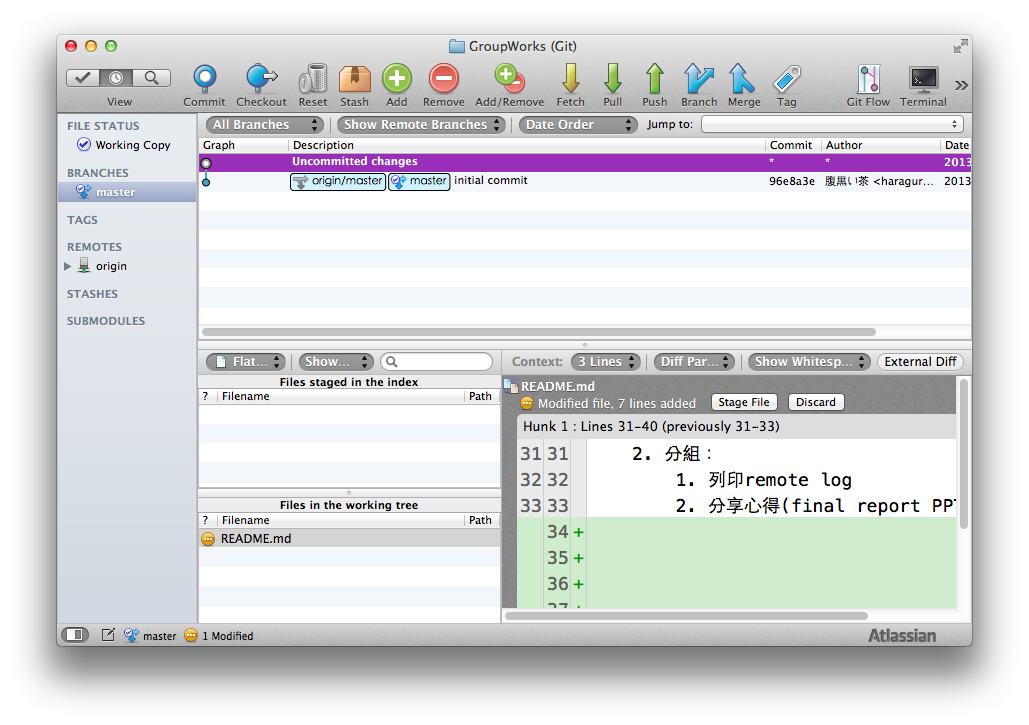 GroupWorks (Git)
View Commit Checkout Reset Stash Add Remove Add/Remove Fetch Pull Push Branch Merge Tag Git Flow Terminal
FILE STATUS
Working Copy
BRANCHES
master
TAGS
REMOTES
origin
STASHES
SUBMODULES
All Branches Show Remote Branches Date Order Jump to:
Graph Description Commit Author Date
Uncommitted changes * * 2013
origin/master master initial commit 96e8a3e 腹黒い茶 <haragur... 2013
Flat... Show...
Files staged in the index
? Filename Path
Files in the working tree
? Filename Path
README.md
Context: 3 Lines Diff Par... Show Whitesp... External Diff
README.md
Modified file, 7 lines added Stage File Discard
Hunk 1 : Lines 31-40 (previously 31-33)
31 31 2. 分組：
32 32 1. 列印remote log
33 33 2. 分享心得(final report PPT
34 +
35 +
36 +
37 +
master 1 Modified
Atlassian